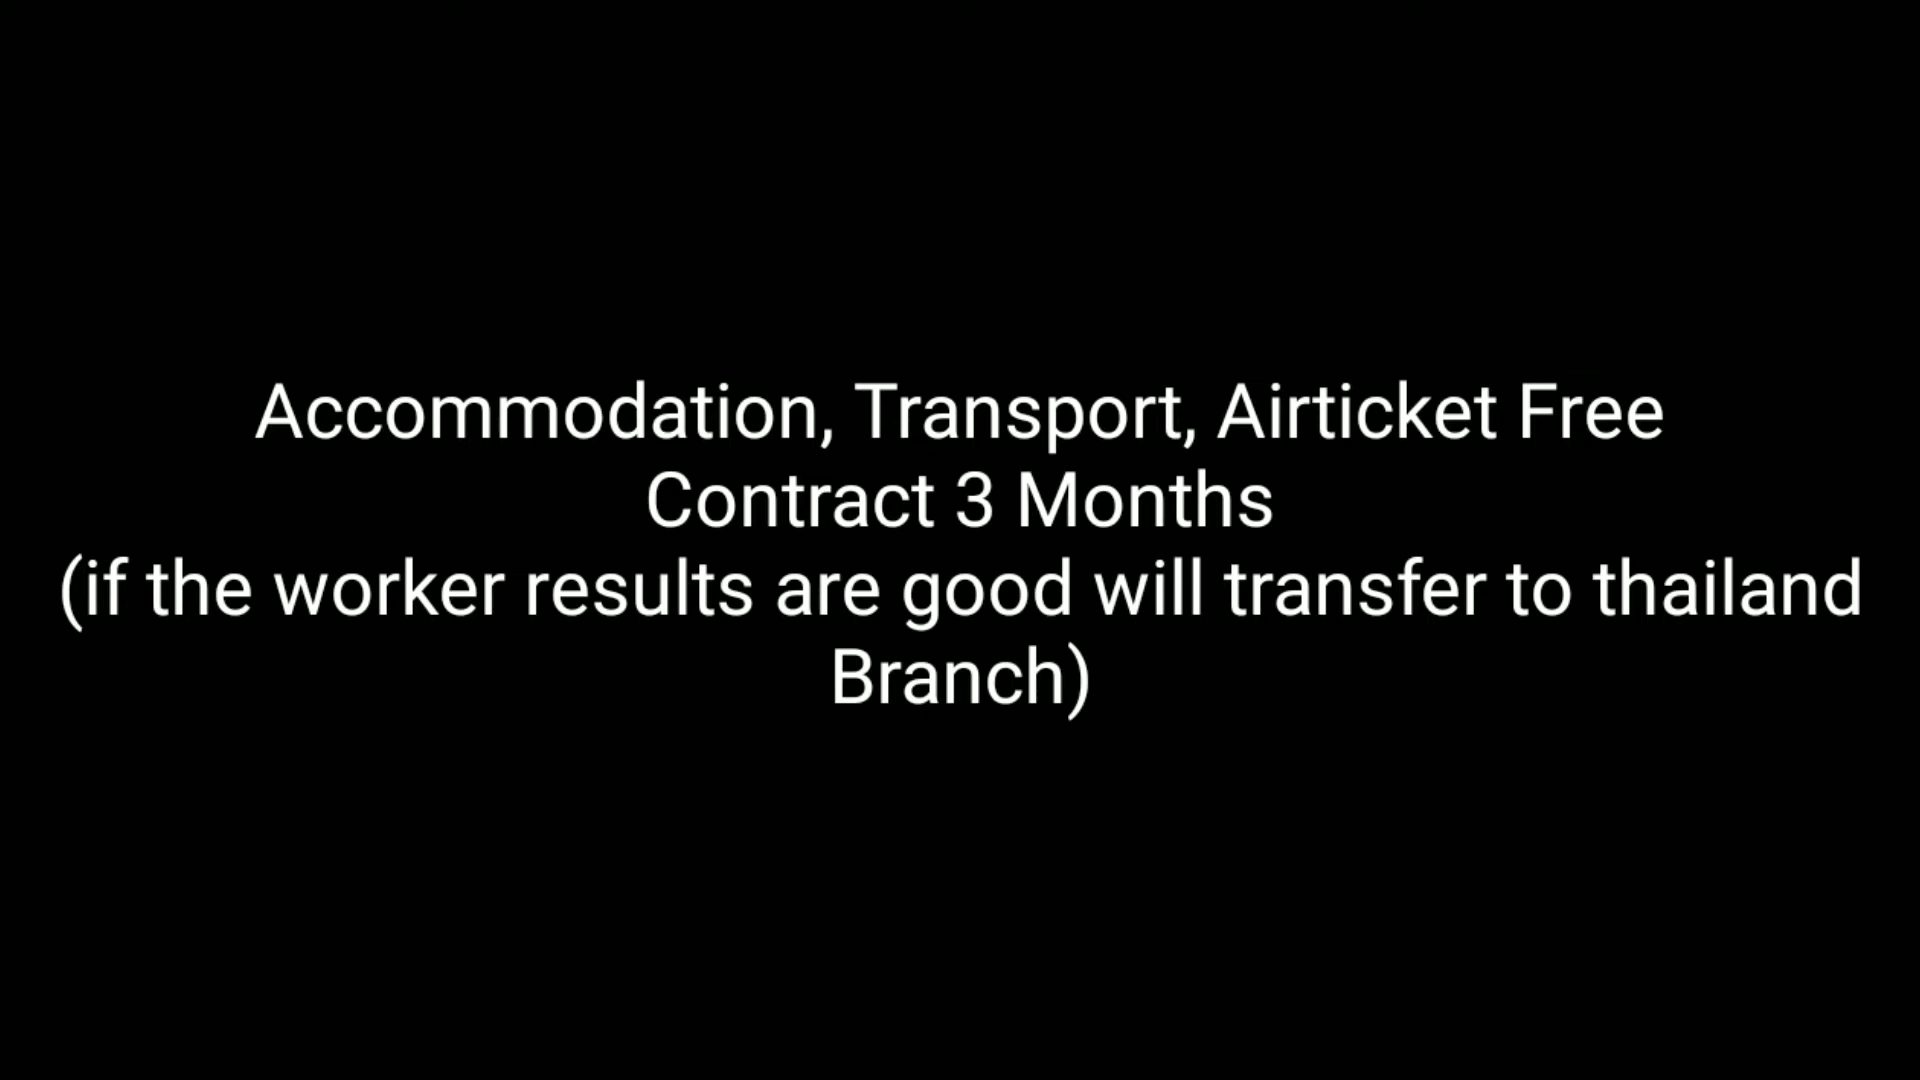 Accommodation, Transport, Airticket Free
Contract 3 Months
(if the worker results are good will transfer to thailand
Branch)